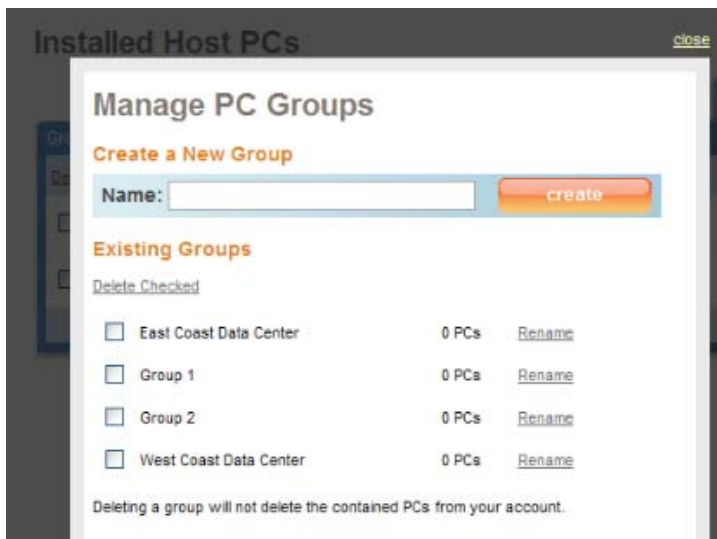 Installed Host PCs
close
Manage PC Groups
Create a New Group
Name:
create
Existing Groups
Delete Checked
East Coast Data Center 0 PCs Rename
Group 1 0 PCs Rename
Group 2 0 PCs Rename
West Coast Data Center 0 PCs Rename
Deleting a group will not delete the contained PCs from your account.